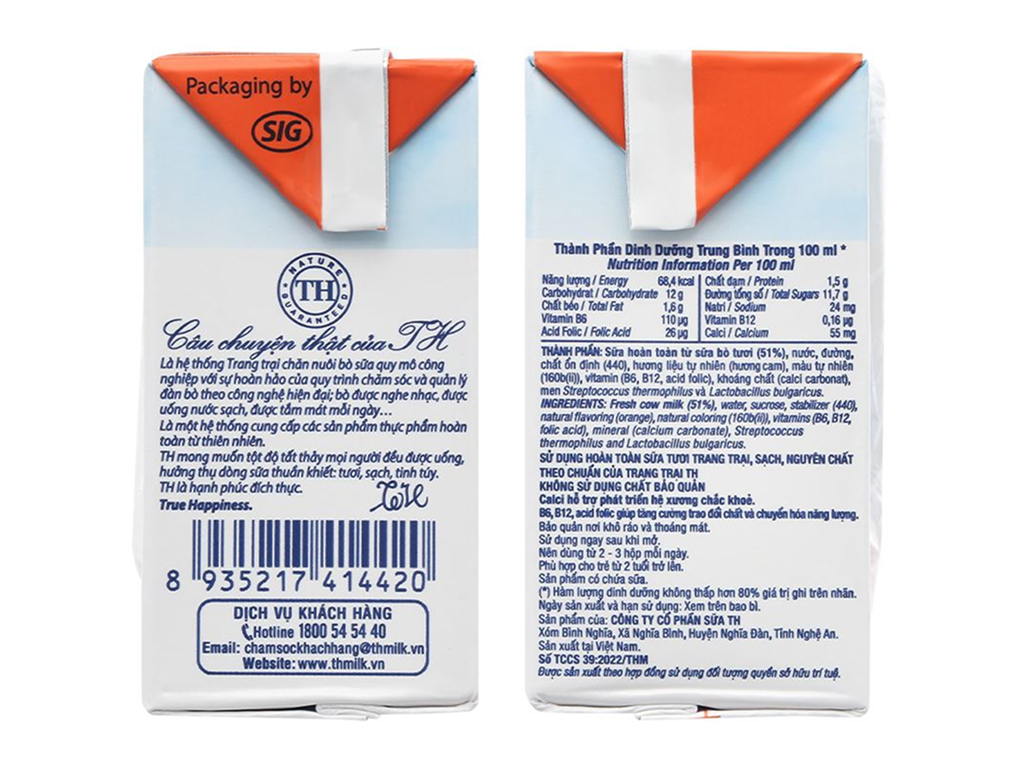 Packaging by
SIG
NATURE
TH
GUARANTEED
Câu chuyện thật của TH
Là hệ thống Trang trại chăn nuôi bò sữa quy mô công
nghiệp với sự hoàn hảo của quy trình chăm sóc và quản lý
đàn bò theo công nghệ hiện đại; bò được nghe nhạc, được
uống nước sạch, được tắm mát mỗi ngày...
Là một hệ thống cung cấp các sản phẩm thực phẩm hoàn
toàn từ thiên nhiên.
TH mong muốn tột độ tất thảy mọi người đều được uống,
hưởng thụ dòng sữa thuần khiết: tươi, sạch, tinh túy.
TH là hạnh phúc đích thực.
True Happiness.
TH
8 935217 414420
DỊCH VỤ KHÁCH HÀNG
Hotline 1800 54 54 40
Email: chamsockhachhang@thmilk.vn
Website: www.thmilk.vn
Thành Phần Dinh Dưỡng Trung Bình Trong 100 ml *
Nutrition Information Per 100 ml
Năng lượng / Energy 68,4 kcal
Carbohydrat / Carbohydrate 12 g
Chất béo / Total Fat 1,6 g
Vitamin B6 110 µg
Acid Folic / Folic Acid 26 µg
Chất đạm / Protein 1,5 g
Đường tổng số / Total Sugars 11,7 g
Natri / Sodium 24 mg
Vitamin B12 0,16 µg
Calci / Calcium 55 mg
THÀNH PHẦN: Sữa hoàn toàn từ sữa bò tươi (51%), nước, đường,
chất ổn định (440), hương liệu tự nhiên (hương cam), màu tự nhiên
(160b(ii)), vitamin (B6, B12, acid folic), khoáng chất (calci carbonat),
men Streptococcus thermophilus và Lactobacillus bulgaricus.
INGREDIENTS: Fresh cow milk (51%), water, sucrose, stabilizer (440),
natural flavoring (orange), natural coloring (160b(ii)), vitamins (B6, B12,
folic acid), mineral (calcium carbonate), Streptococcus
thermophilus and Lactobacillus bulgaricus.
SỬ DỤNG HOÀN TOÀN SỮA TƯƠI TRANG TRẠI, SẠCH, NGUYÊN CHẤT
THEO CHUẨN CỦA TRANG TRẠI TH
KHÔNG SỬ DỤNG CHẤT BẢO QUẢN
Calci hỗ trợ phát triển hệ xương chắc khoẻ.
B6, B12, acid folic giúp tăng cường trao đổi chất và chuyển hóa năng lượng.
Bảo quản nơi khô ráo và thoáng mát.
Sử dụng ngay sau khi mở.
Nên dùng từ 2 - 3 hộp mỗi ngày.
Phù hợp cho trẻ từ 2 tuổi trở lên.
Sản phẩm có chứa sữa.
(*) Hàm lượng dinh dưỡng không thấp hơn 80% giá trị ghi trên nhãn.
Ngày sản xuất và hạn sử dụng: Xem trên bao bì.
Sản phẩm của: CÔNG TY CỔ PHẦN SỮA TH
Xóm Bình Nghĩa, Xã Nghĩa Bình, Huyện Nghĩa Đàn, Tỉnh Nghệ An.
Sản xuất tại Việt Nam.
Số TCCS 39:2022/THM
Được sản xuất theo hợp đồng sử dụng đối tượng quyền sở hữu trí tuệ.